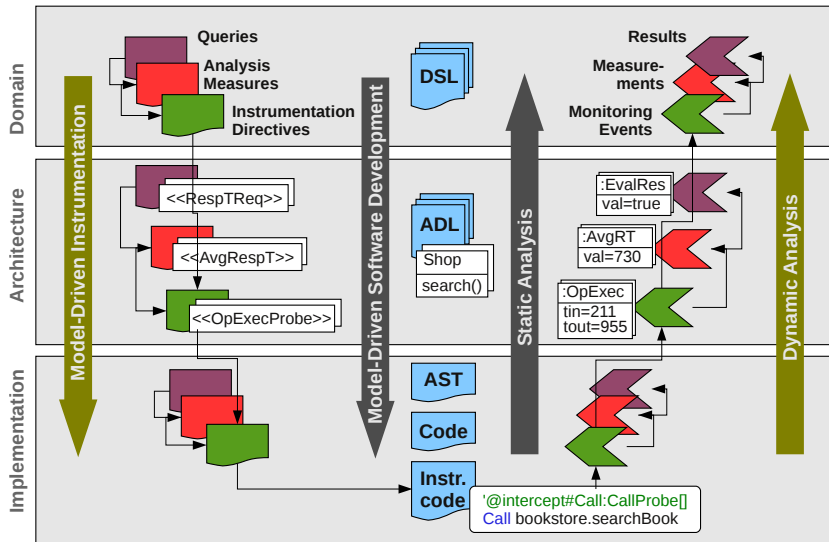 Domain
Queries
Analysis
Measures
Instrumentation
Directives
DSL
Results
Measure-
ments
Monitoring
Events
Model-Driven Instrumentation
Model-Driven Software Development
Static Analysis
Dynamic Analysis
Architecture
<<RespTReq>>
<<AvgRespT>>
<<OpExecProbe>>
ADL
Shop
search()
:EvalRes
val=true
:AvgRT
val=730
:OpExec
tin=211
tout=955
Implementation
AST
Code
Instr.
code
'@intercept#Call:CallProbe[]
Call bookstore.searchBook